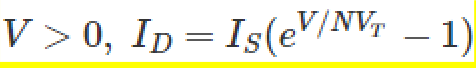 V > 0, I_D = I_S(e^{V/NV_T} − 1)